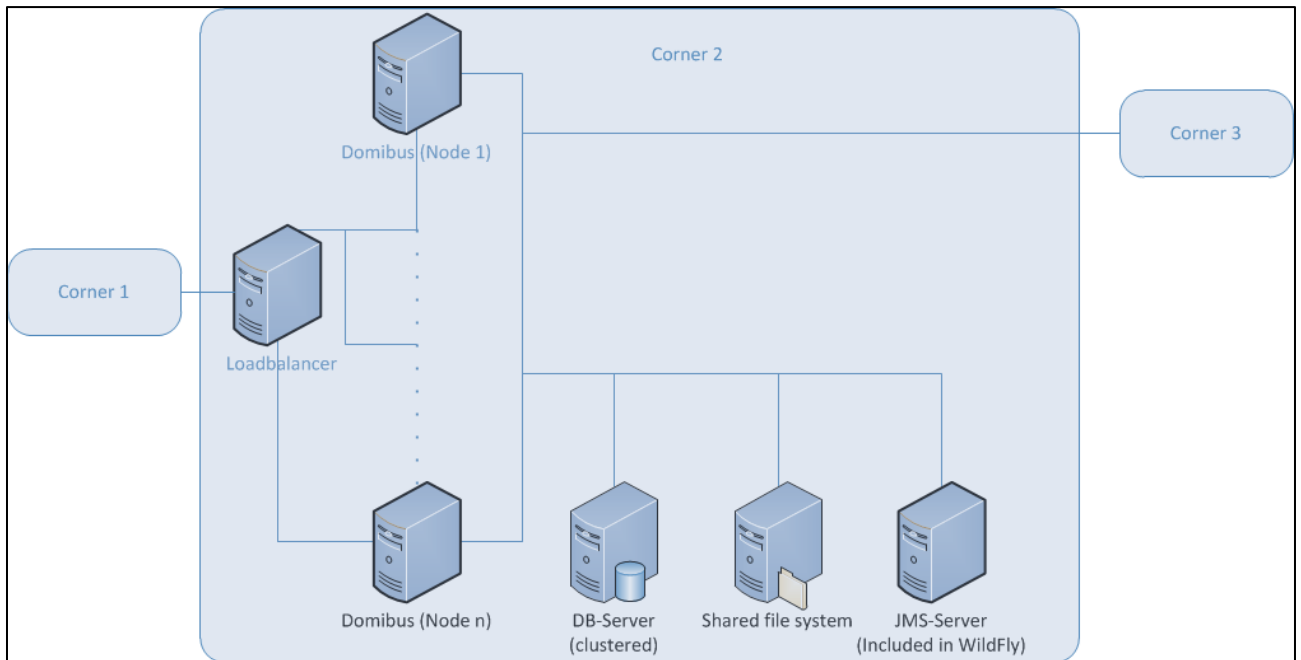 Corner 2
Domibus (Node 1)
Corner 3
Corner 1
Loadbalancer
Domibus (Node n)
DB-Server
(clustered)
Shared file system
JMS-Server
(Included in WildFly)